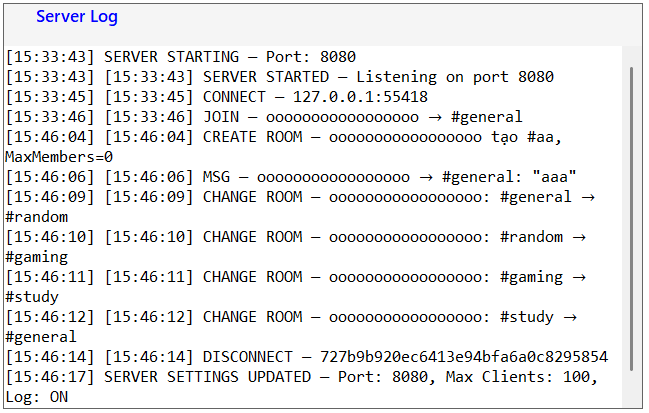 Server Log
[15:33:43] SERVER STARTING — Port: 8080
[15:33:43] [15:33:43] SERVER STARTED — Listening on port 8080
[15:33:45] [15:33:45] CONNECT — 127.0.0.1:55418
[15:33:46] [15:33:46] JOIN — ooooooooooooooooo → #general
[15:46:04] [15:46:04] CREATE ROOM — ooooooooooooooooo tạo #aa,
MaxMembers=0
[15:46:06] [15:46:06] MSG — ooooooooooooooooo → #general: "aaa"
[15:46:09] [15:46:09] CHANGE ROOM — ooooooooooooooooo: #general →
#random
[15:46:10] [15:46:10] CHANGE ROOM — ooooooooooooooooo: #random →
#gaming
[15:46:11] [15:46:11] CHANGE ROOM — ooooooooooooooooo: #gaming →
#study
[15:46:12] [15:46:12] CHANGE ROOM — ooooooooooooooooo: #study →
#general
[15:46:14] [15:46:14] DISCONNECT — 727b9b920ec6413e94bfa6a0c8295854
[15:46:17] SERVER SETTINGS UPDATED — Port: 8080, Max Clients: 100,
Log: ON